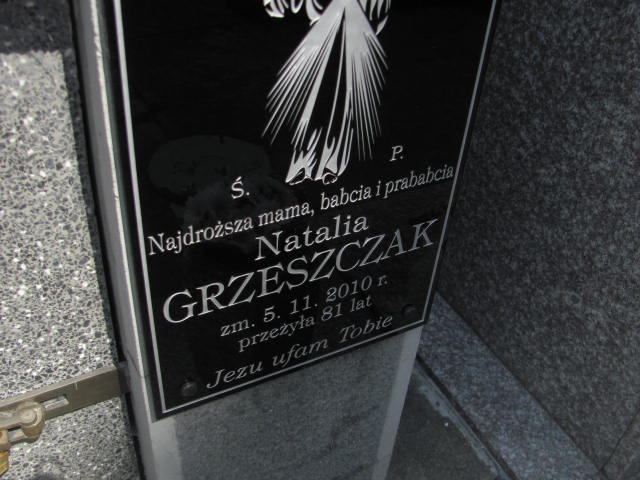 Ś. P.
Najdroższa mama, babcia i prababcia
Natalia
GRZESZCZAK
zm. 5. 11. 2010 r.
przeżyła 81 lat
Jezu ufam Tobie